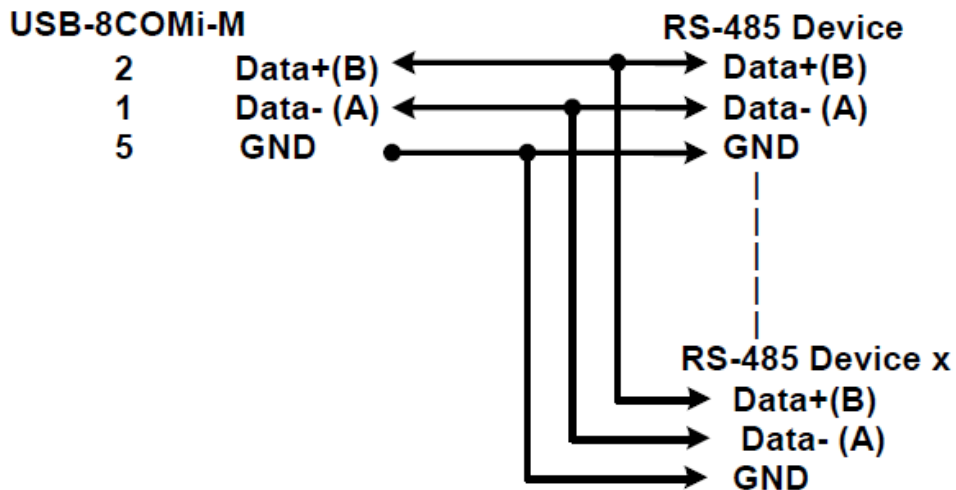 USB-8COMi-M RS-485 Device
2 Data+(B) Data+(B)
1 Data- (A) Data- (A)
5 GND GND
RS-485 Device x
Data+(B)
Data- (A)
GND